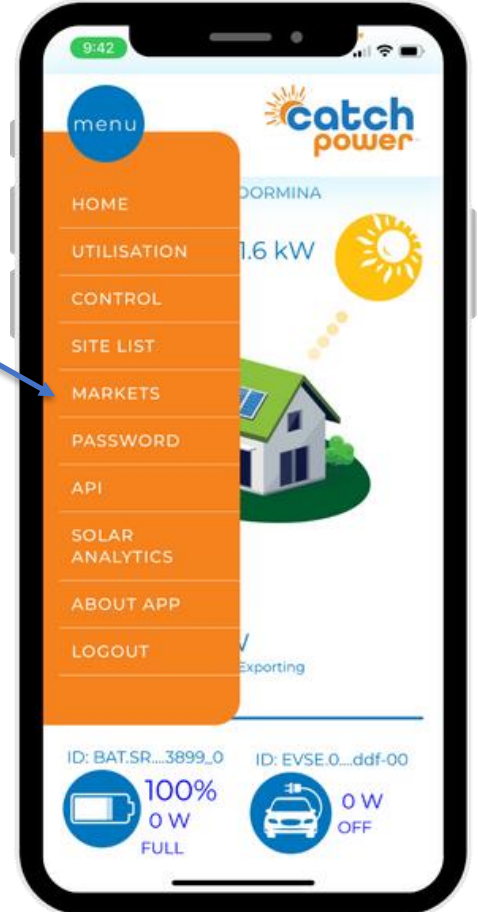 9:42
menu
catch
power
OORMINA
HOME
1.6 kW
UTILISATION
CONTROL
SITE LIST
MARKETS
PASSWORD
API
SOLAR
ANALYTICS
ABOUT APP
LOGOUT
Exporting
ID: BAT.SR....3899_0
ID: EVSE.0....ddf-00
100%
0 W
FULL
0 W
OFF